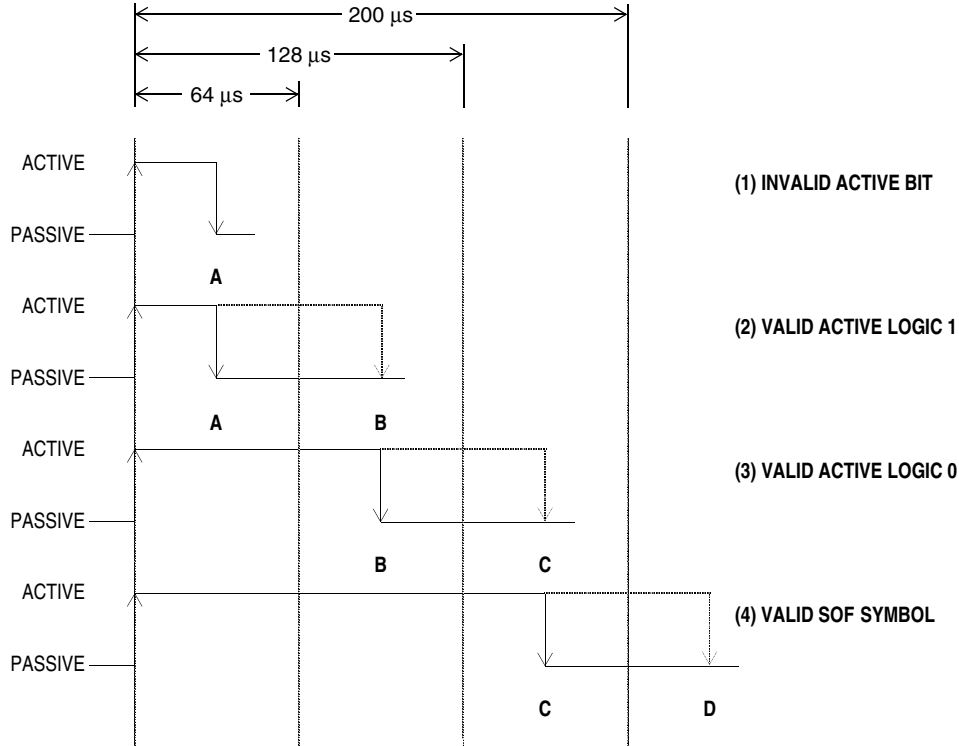 200 µs
128 µs
64 µs
ACTIVE
(1) INVALID ACTIVE BIT
PASSIVE
A
ACTIVE
(2) VALID ACTIVE LOGIC 1
PASSIVE
A B
ACTIVE
(3) VALID ACTIVE LOGIC 0
PASSIVE
B C
ACTIVE
(4) VALID SOF SYMBOL
PASSIVE
C D